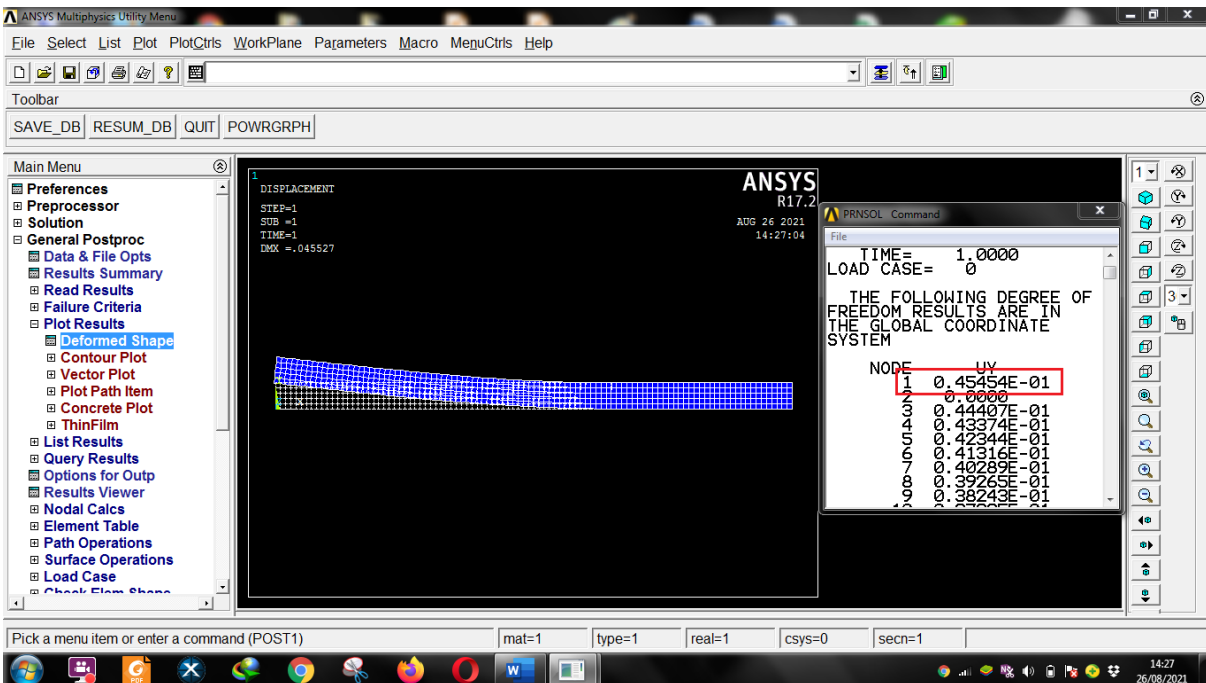 ANSYS Multiphysics Utility Menu
File Select List Plot PlotCtrls WorkPlane Parameters Macro MenuCtrls Help
Toolbar
SAVE_DB RESUM_DB QUIT POWRGRPH
Main Menu
Preferences
Preprocessor
Solution
General Postproc
Data & File Opts
Results Summary
Read Results
Failure Criteria
Plot Results
Deformed Shape
Contour Plot
Vector Plot
Plot Path Item
Concrete Plot
ThinFilm
List Results
Query Results
Options for Outp
Results Viewer
Nodal Calcs
Element Table
Path Operations
Surface Operations
Load Case
Check Elem Shape
1
DISPLACEMENT
STEP=1
SUB =1
TIME=1
DMX =.045527
ANSYS
R17.2
AUG 26 2021
14:27:04
X
PRNSOL Command
File
TIME= 1.0000
LOAD CASE= 0
THE FOLLOWING DEGREE OF
FREEDOM RESULTS ARE IN
THE GLOBAL COORDINATE
SYSTEM
NODE UY
1 0.45454E-01
2 0.0000
3 0.44407E-01
4 0.43374E-01
5 0.42344E-01
6 0.41316E-01
7 0.40289E-01
8 0.39265E-01
9 0.38243E-01
1
3
Pick a menu item or enter a command (POST1)
mat=1
type=1
real=1
csys=0
secn=1
PDF
W
14:27
26/08/2021